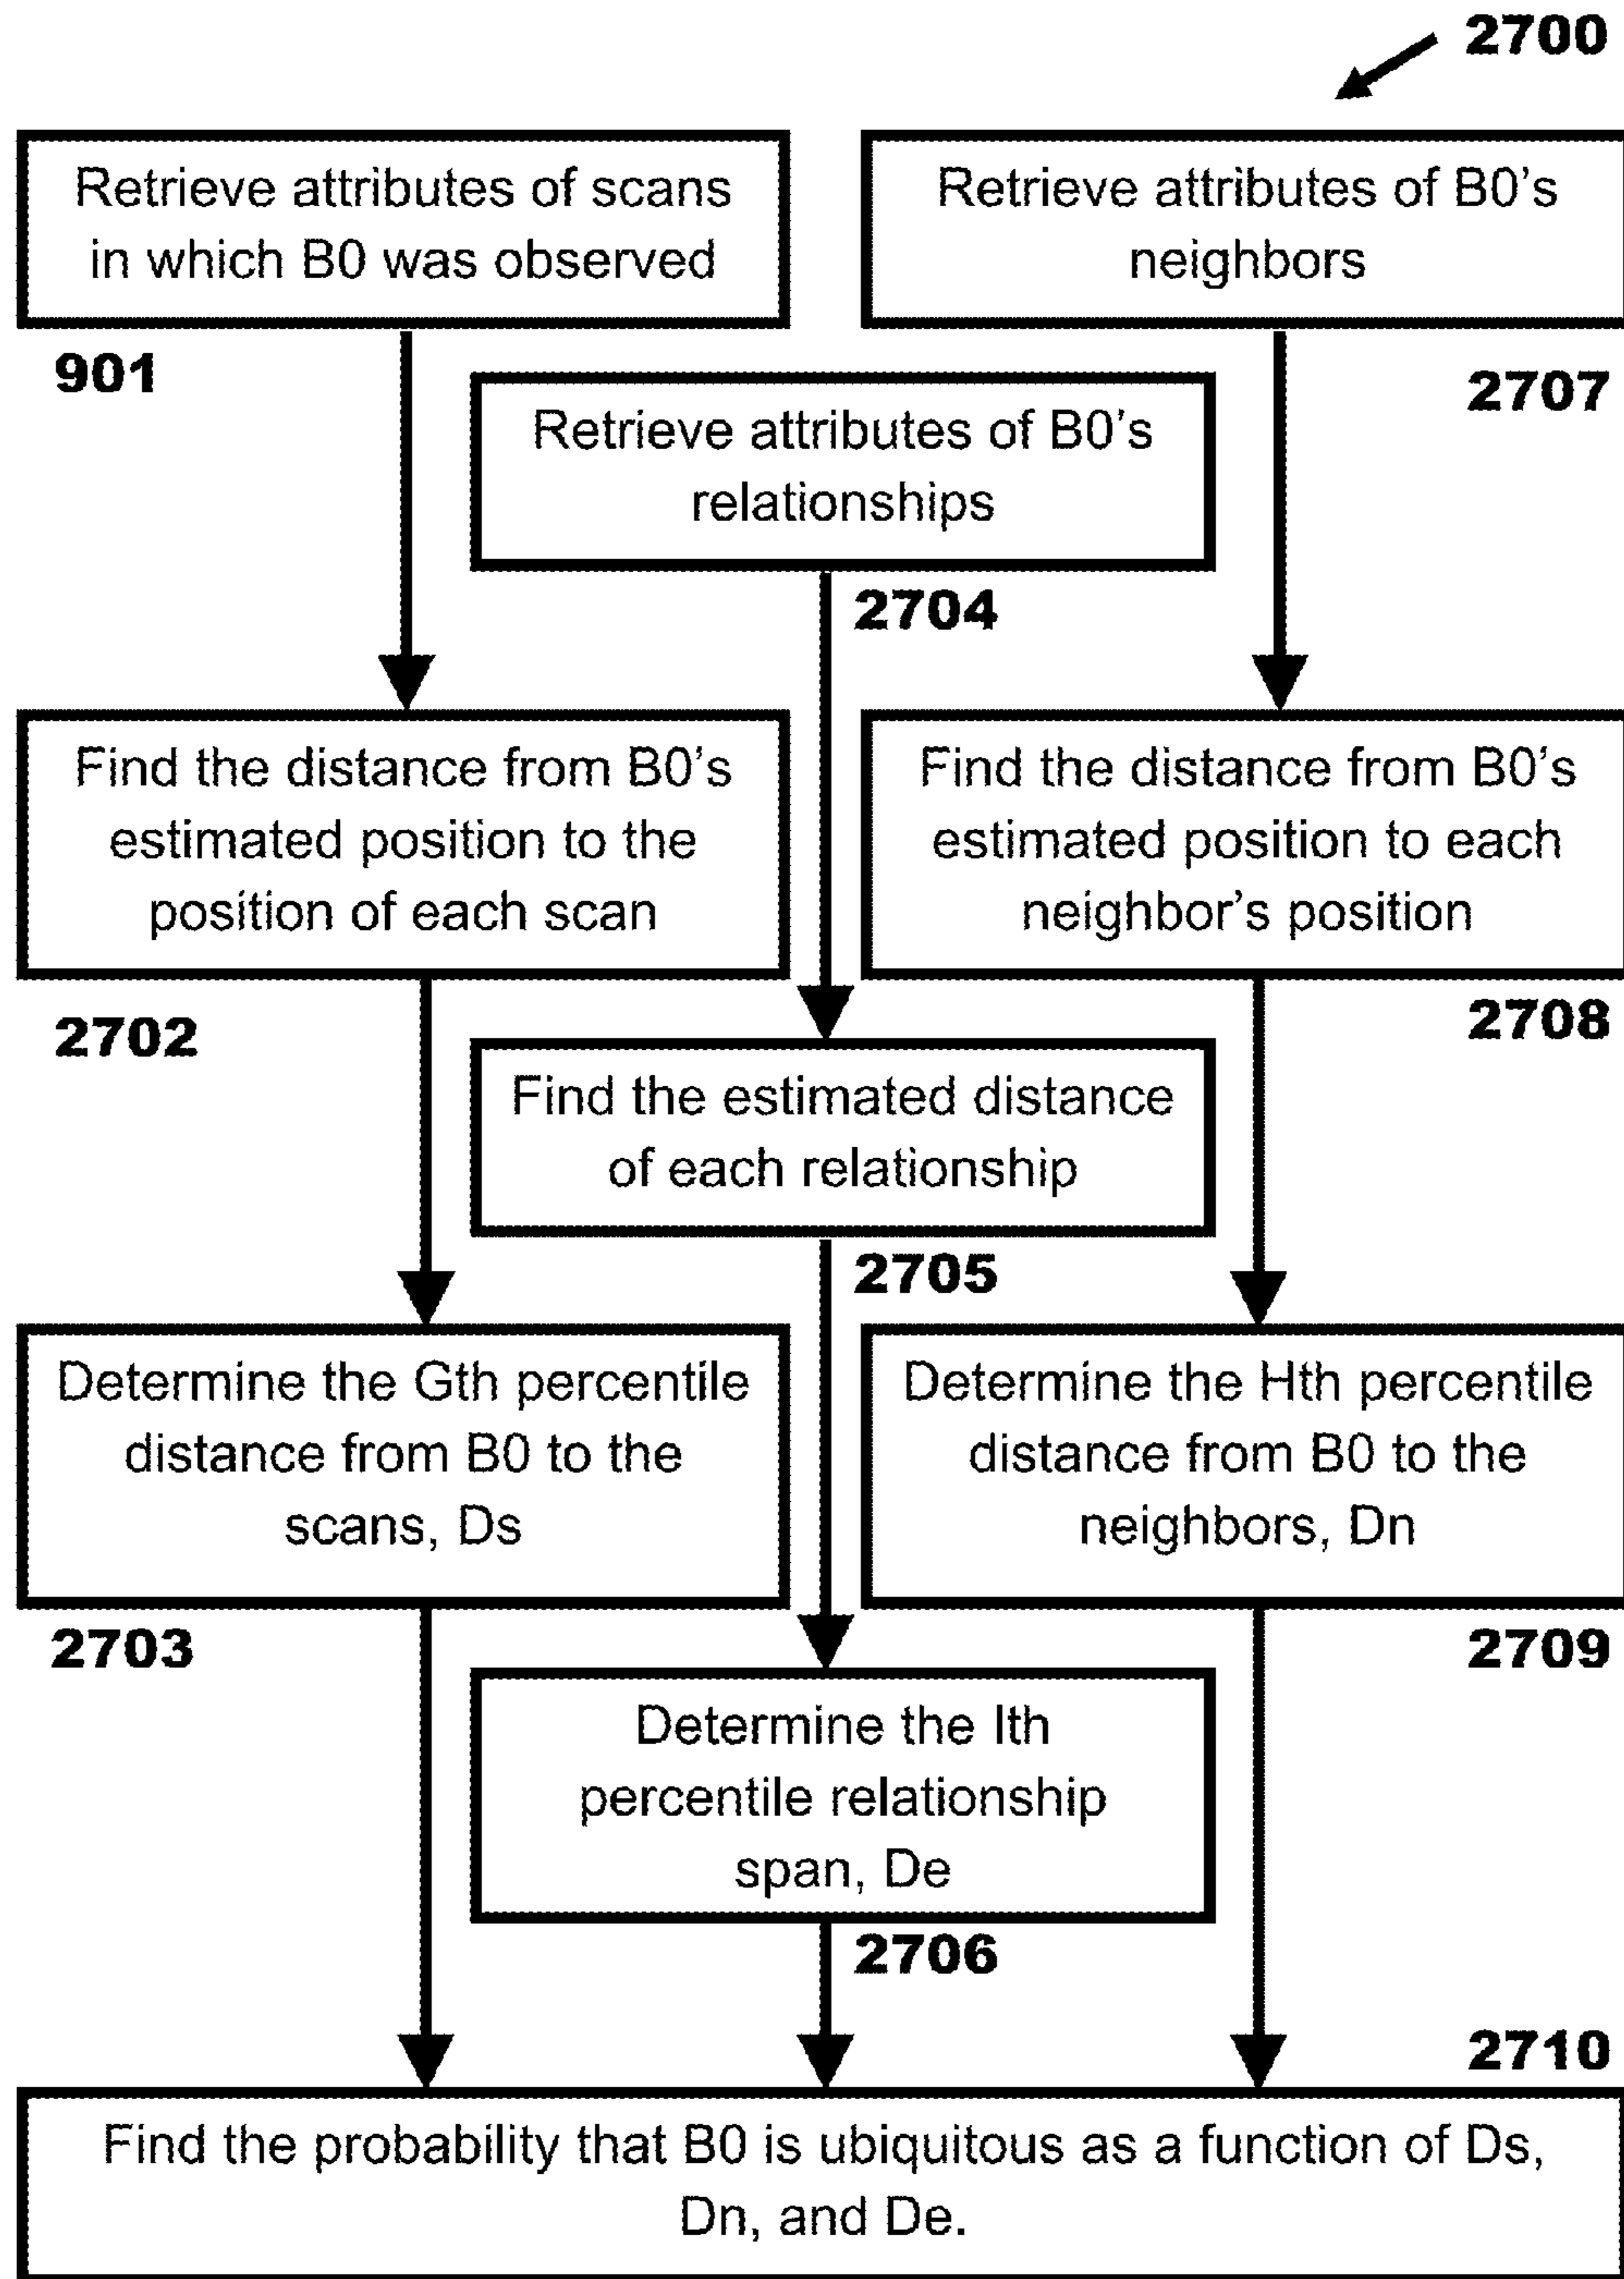 2700
Retrieve attributes of scans
in which B0 was observed
901
Retrieve attributes of B0's
neighbors
2707
Retrieve attributes of B0's
relationships
2704
Find the distance from B0's
estimated position to the
position of each scan
2702
Find the distance from B0's
estimated position to each
neighbor's position
2708
Find the estimated distance
of each relationship
2705
Determine the Gth percentile
distance from B0 to the
scans, Ds
2703
Determine the Hth percentile
distance from B0 to the
neighbors, Dn
2709
Determine the Ith
percentile relationship
span, De
2706
2710
Find the probability that B0 is ubiquitous as a function of Ds,
Dn, and De.